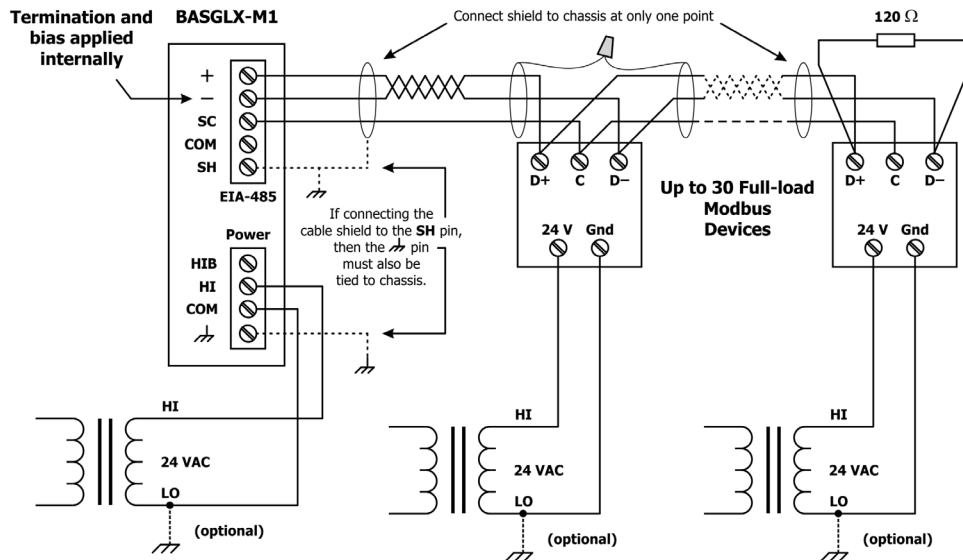 Termination and
bias applied
internally
BASGLX-M1
Connect shield to chassis at only one point
120 Ω
+
−
SC
COM
SH
EIA-485
D+ C D−
D+ C D−
Up to 30 Full-load
Modbus
Devices
If connecting the
cable shield to the SH pin,
then the pin
must also be
tied to chassis.
Power
HIB
HI
COM
24 V Gnd
24 V Gnd
HI
24 VAC
LO
(optional)
HI
24 VAC
LO
(optional)
HI
24 VAC
LO
(optional)